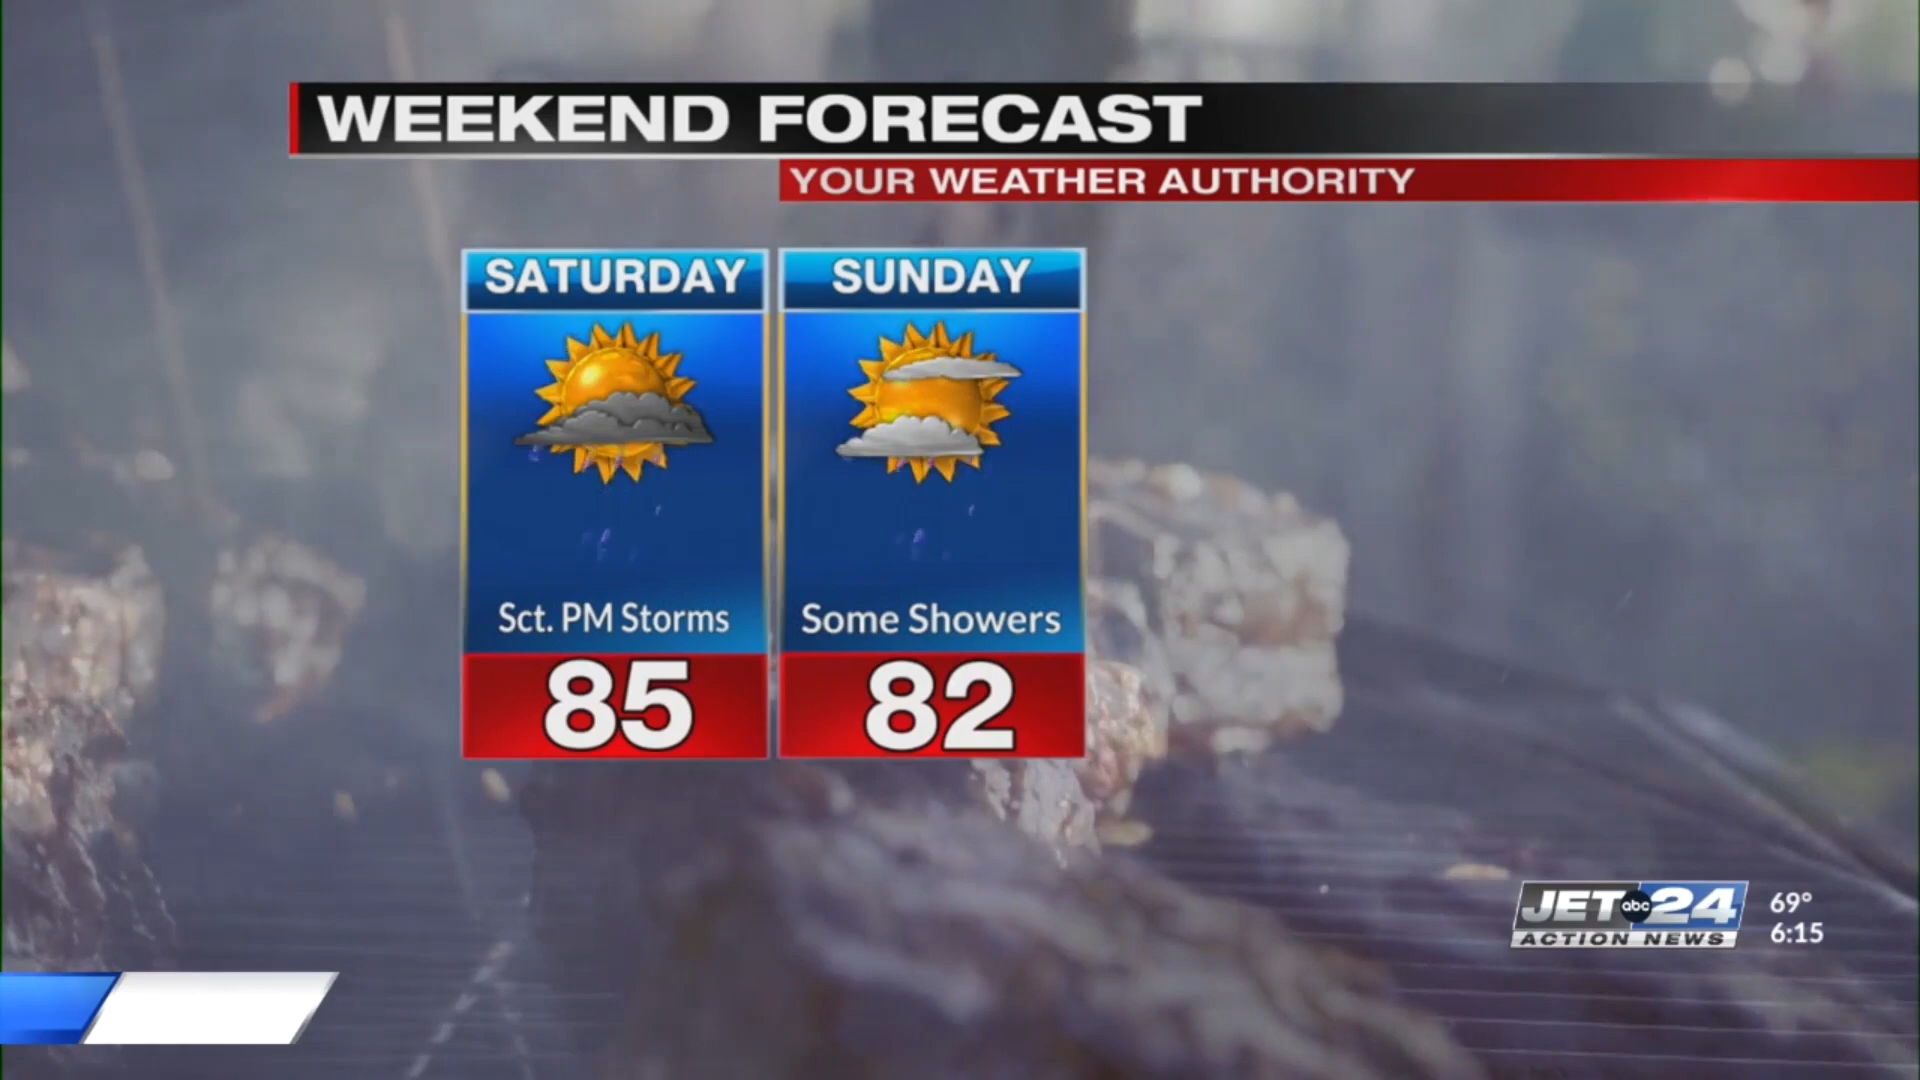 WEEKEND FORECAST
YOUR WEATHER AUTHORITY
SATURDAY
Sct. PM Storms
85
SUNDAY
Some Showers
82
JET abc 24
ACTION NEWS
69°
6:15